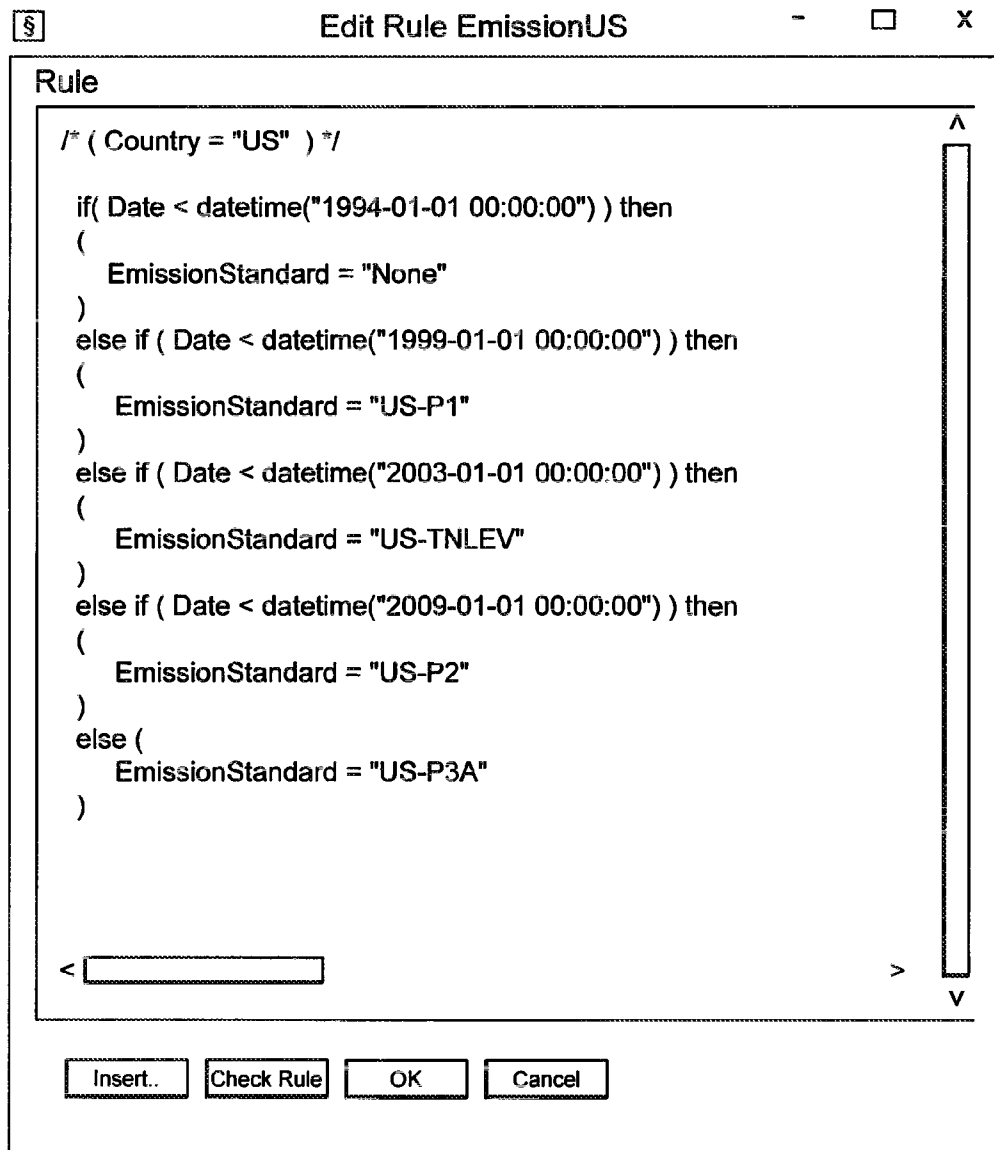 § Edit Rule EmissionUS - X
Rule
/* ( Country = "US" ) */
if( Date < datetime("1994-01-01 00:00:00") ) then
(
EmissionStandard = "None"
)
else if ( Date < datetime("1999-01-01 00:00:00") ) then
(
EmissionStandard = "US-P1"
)
else if ( Date < datetime("2003-01-01 00:00:00") ) then
(
EmissionStandard = "US-TNLEV"
)
else if ( Date < datetime("2009-01-01 00:00:00") ) then
(
EmissionStandard = "US-P2"
)
else (
EmissionStandard = "US-P3A"
)
Insert.. Check Rule OK Cancel